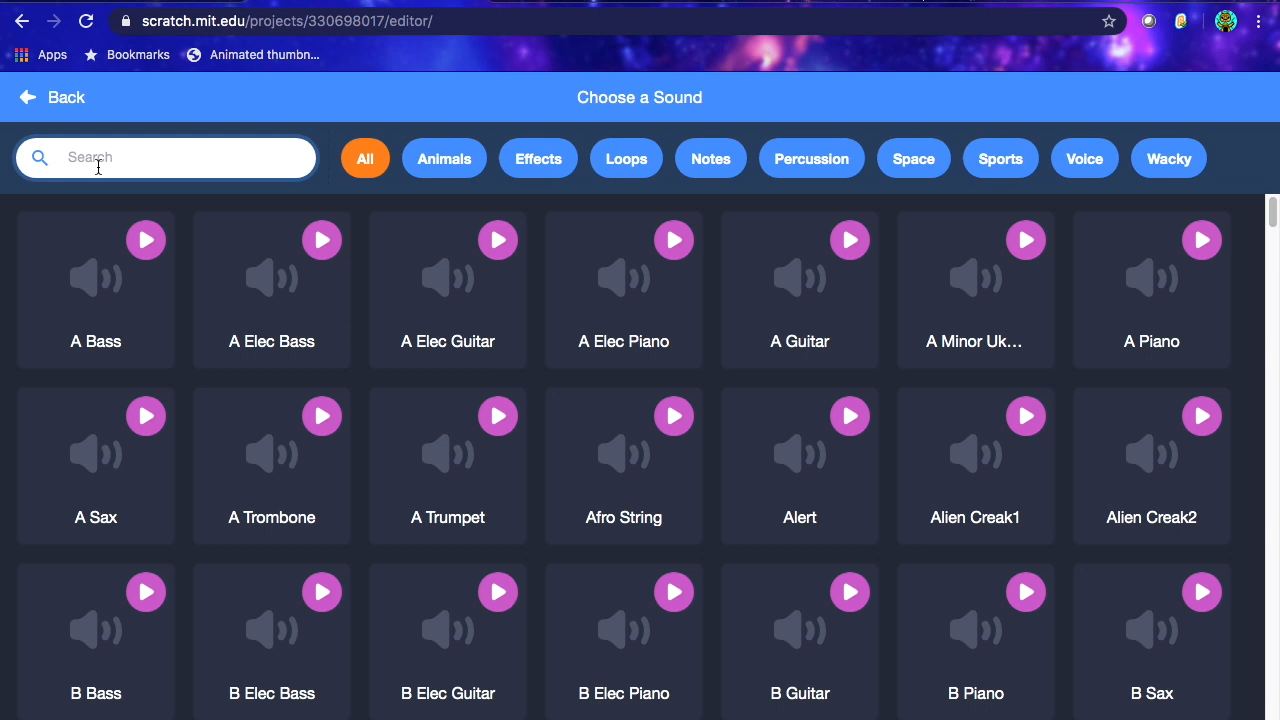 scratch.mit.edu/projects/330698017/editor/
Apps Bookmarks Animated thumbn...
Back Choose a Sound
Search All Animals Effects Loops Notes Percussion Space Sports Voice Wacky
A Bass A Elec Bass A Elec Guitar A Elec Piano A Guitar A Minor Uk... A Piano
A Sax A Trombone A Trumpet Afro String Alert Alien Creak1 Alien Creak2
B Bass B Elec Bass B Elec Guitar B Elec Piano B Guitar B Piano B Sax